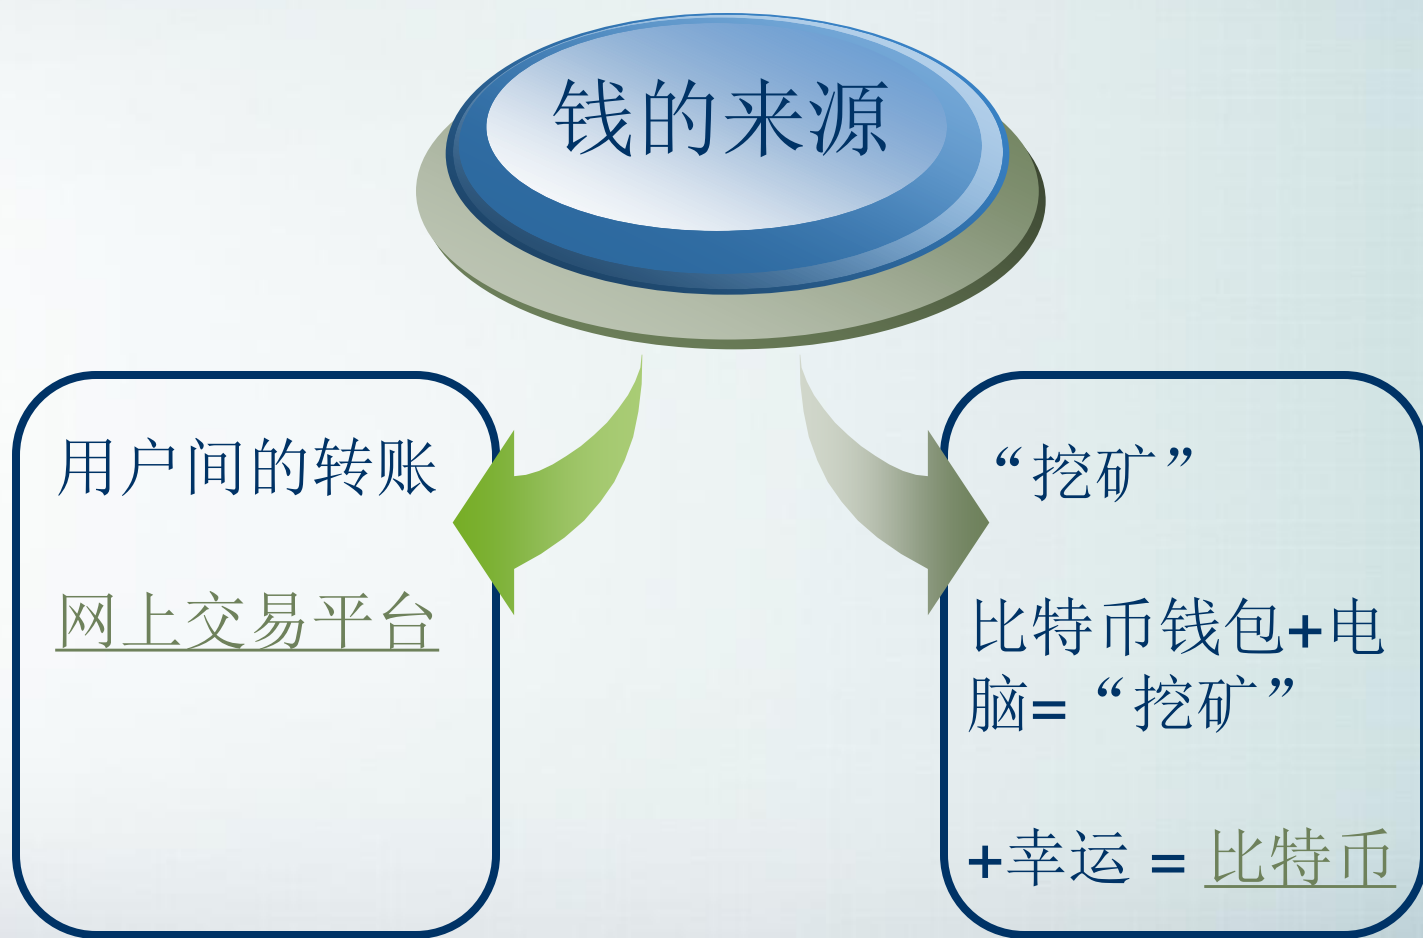 钱的来源
用户间的转账
网上交易平台
“挖矿”
比特币钱包+电
脑=“挖矿”
+幸运 = 比特币